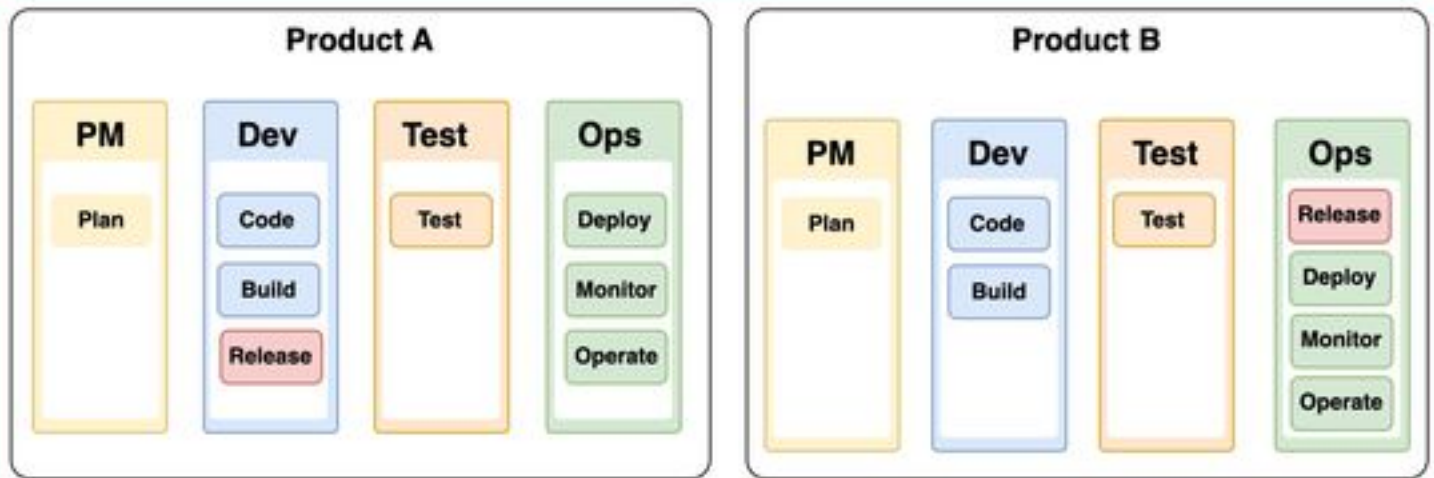 Product A
PM
Plan
Dev
Code
Build
Release
Test
Test
Ops
Deploy
Monitor
Operate
Product B
PM
Plan
Dev
Code
Build
Test
Test
Ops
Release
Deploy
Monitor
Operate